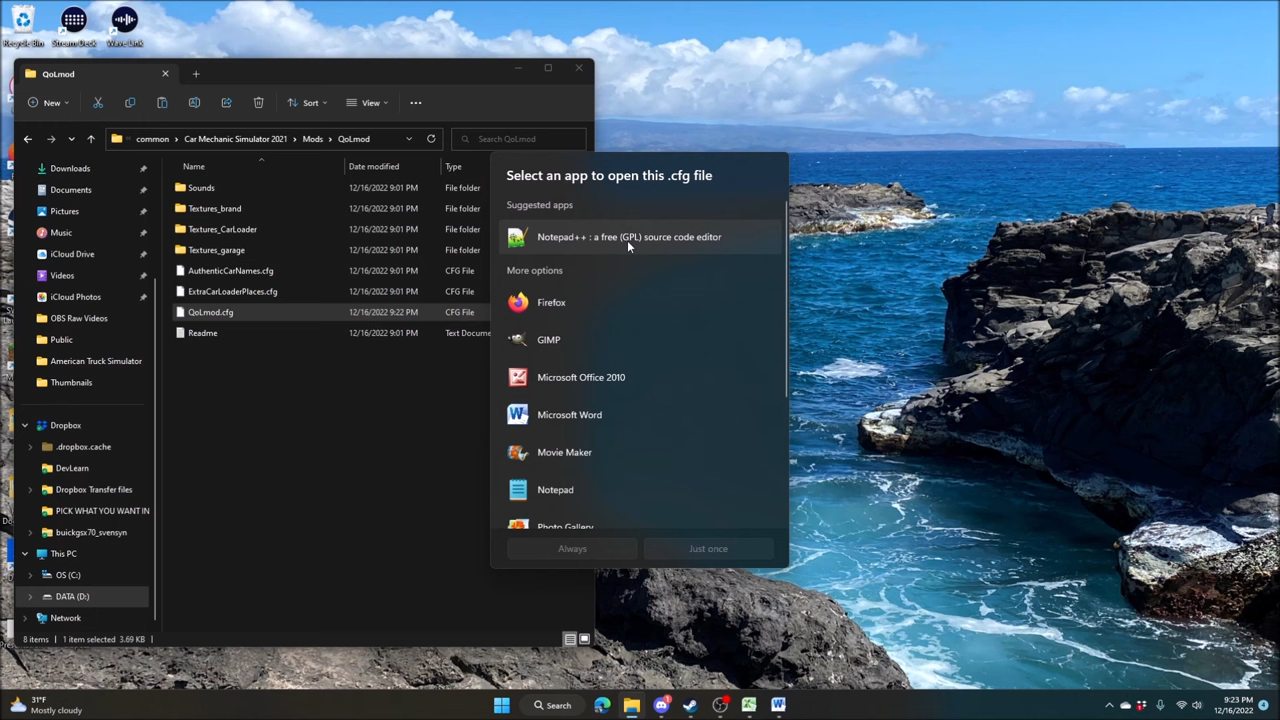 Recycle Bin
Stream Deck
Wave Link
QoLmod
New
Sort
View
common > Car Mechanic Simulator 2021 > Mods > QoLmod
Search QoLmod
Name
Date modified
Type
Downloads
Documents
Pictures
Music
iCloud Drive
Videos
iCloud Photos
OBS Raw Videos
Public
American Truck Simulator
Thumbnails
Dropbox
.dropbox.cache
DevLearn
Dropbox Transfer files
PICK WHAT YOU WANT IN
buickgsx70_svensyn
This PC
OS (C:)
DATA (D:)
Network
Sounds 12/16/2022 9:01 PM File folder
Textures_brand 12/16/2022 9:01 PM File folder
Textures_CarLoader 12/16/2022 9:01 PM File folder
Textures_garage 12/16/2022 9:01 PM File folder
AuthenticCarNames.cfg 12/16/2022 9:01 PM CFG File
ExtraCarLoaderPlaces.cfg 12/16/2022 9:01 PM CFG File
QoLmod.cfg 12/16/2022 9:22 PM CFG File
Readme 12/16/2022 9:01 PM Text Docume
8 items 1 item selected 3.69 KB
Select an app to open this .cfg file
Suggested apps
Notepad++ : a free (GPL) source code editor
More options
Firefox
GIMP
Microsoft Office 2010
Microsoft Word
Movie Maker
Notepad
Photo Gallery
Always
Just once
31°F
Mostly cloudy
Search
9:23 PM
12/16/2022